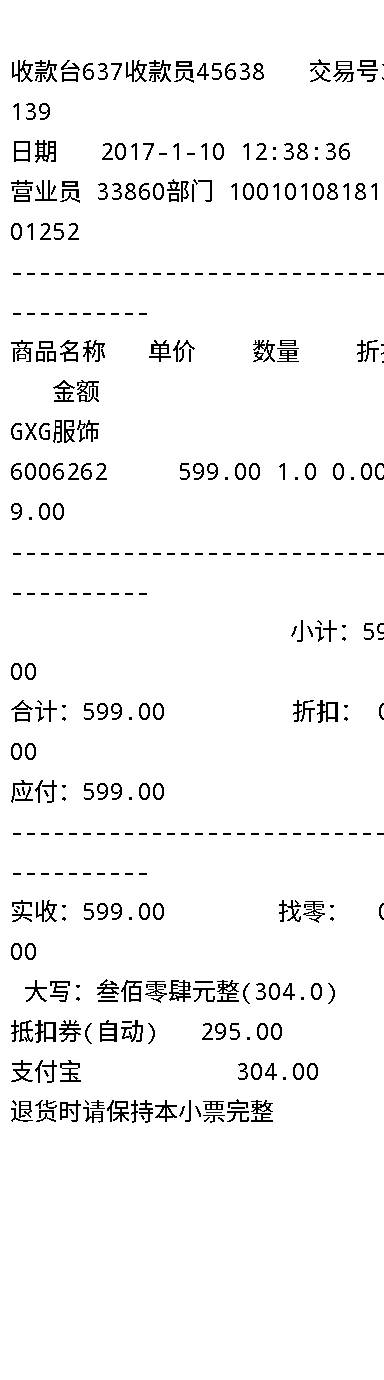 收款台637收款员45638   交易号3
139
日期   2017-1-10 12:38:36
营业员 33860部门 10010108181
01252
---------------------------
----------
商品名称   单价    数量    折扣
   金额
GXG服饰
6006262     599.00 1.0 0.00
9.00
---------------------------
----------
小计：59
00
合计：599.00         折扣：  0
00
应付：599.00
---------------------------
----------
实收：599.00        找零：   0
00
大写：叁佰零肆元整(304.0)
抵扣券(自动)   295.00
支付宝           304.00
退货时请保持本小票完整